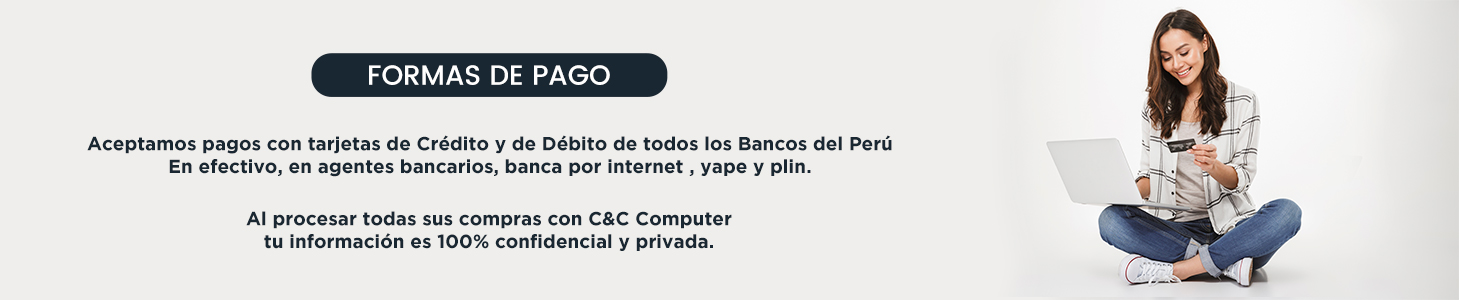 FORMAS DE PAGO
Aceptamos pagos con tarjetas de Crédito y de Débito de todos los Bancos del Perú
En efectivo, en agentes bancarios, banca por internet , yape y plin.
Al procesar todas sus compras con C&C Computer
tu información es 100% confidencial y privada.